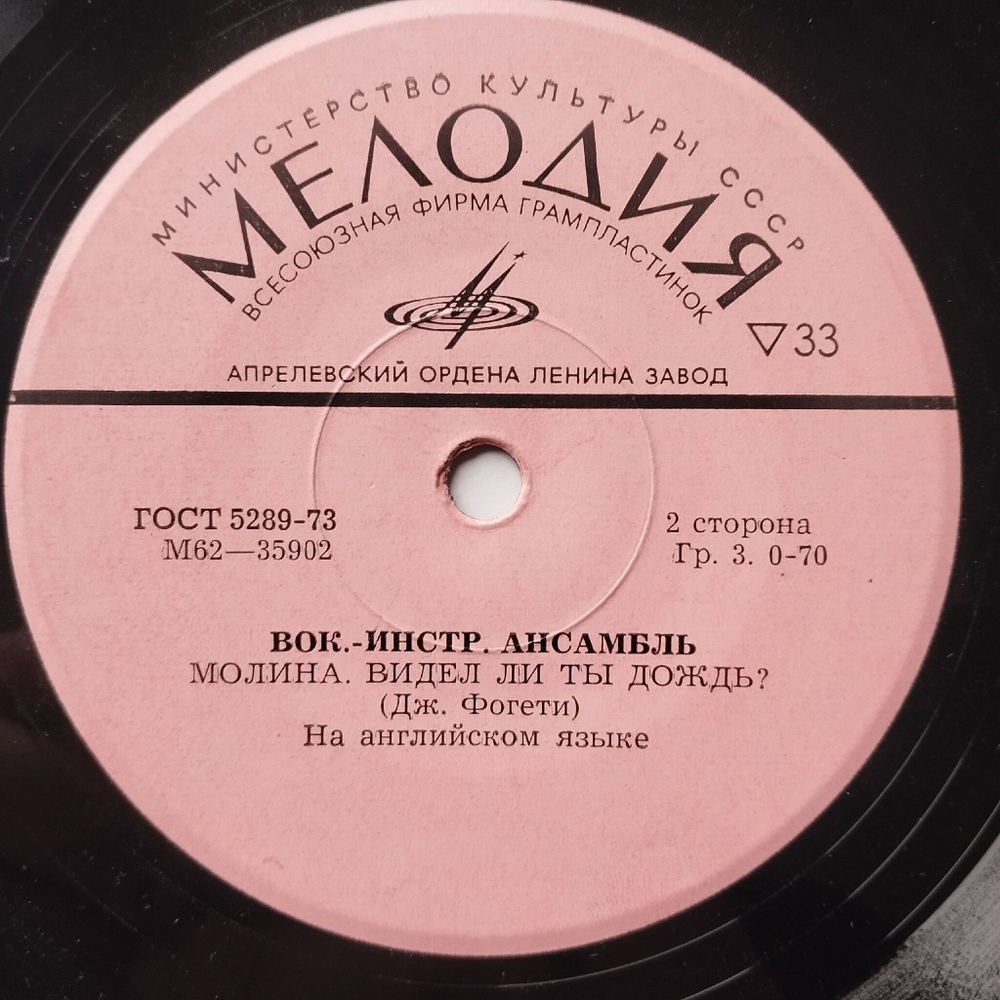 МИНИСТЕРСТВО КУЛЬТУРЫ СССР
МЕЛОДИЯ
ВСЕСОЮЗНАЯ ФИРМА ГРАМПЛАСТИНОК
▽33
АПРЕЛЕВСКИЙ ОРДЕНА ЛЕНИНА ЗАВОД
ГОСТ 5289-73
М62—35902
2 сторона
Гр. 3. 0-70
ВОК.-ИНСТР. АНСАМБЛЬ
МОЛИНА. ВИДЕЛ ЛИ ТЫ ДОЖДЬ?
(Дж. Фогети)
На английском языке